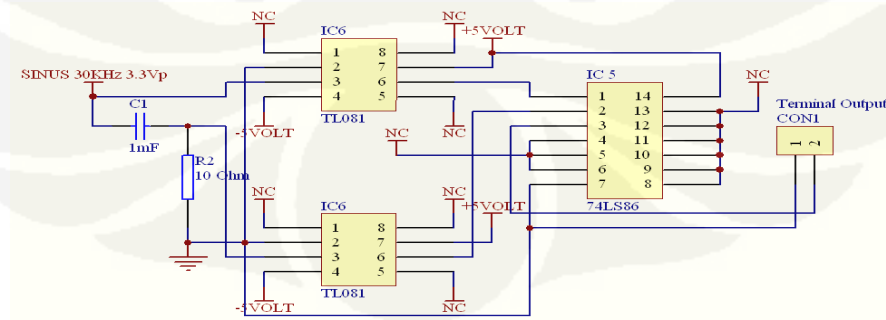 NC
NC
+5VOLT
IC6
1 8
2 7
3 6
4 5
TL081
SINUS 30KHz 3.3Vp
C1
1mF
-5VOLT
NC
R2
10 Ohm
NC
IC 5
1 14
2 13
3 12
4 11
5 10
6 9
7 8
74LS86
NC
Terminal Output
CON1
1
2
NC
NC
+5VOLT
IC6
1 8
2 7
3 6
4 5
TL081
-5VOLT
NC